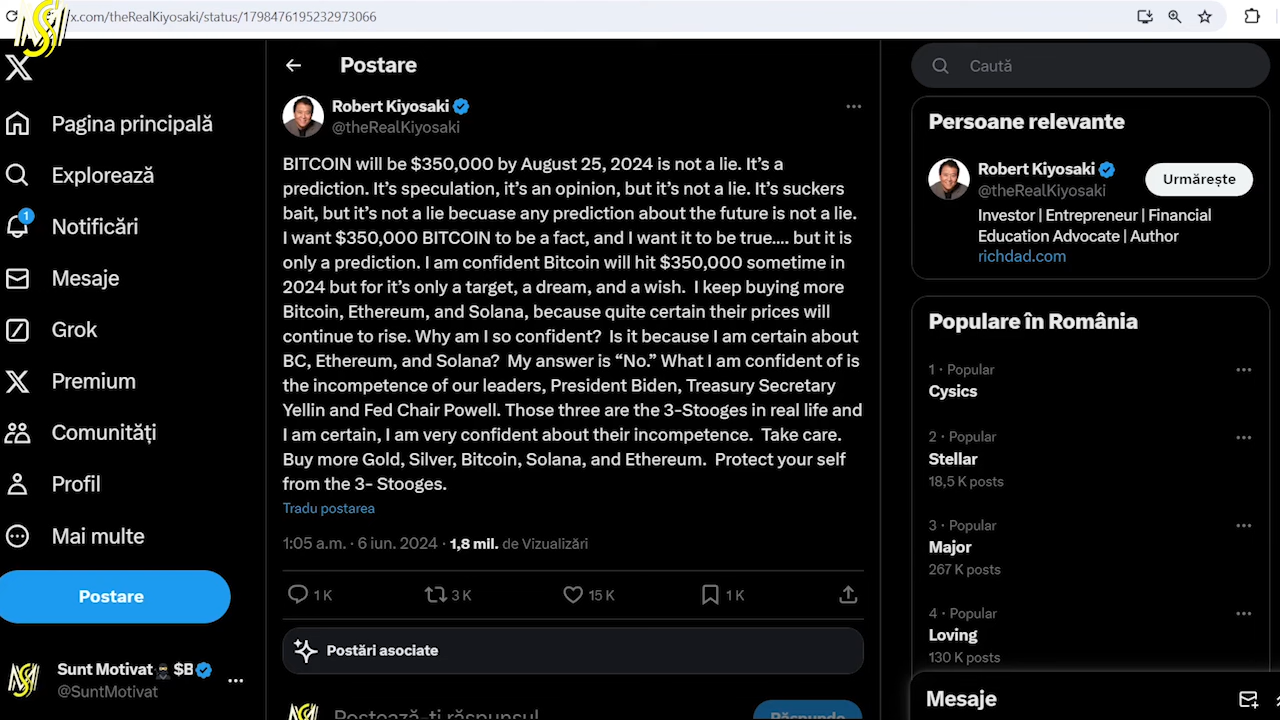 x.com/theRealKiyosaki/status/1798476195232973066
Pagina principală
Explorează
1
Notificări
Mesaje
Grok
Premium
Comunități
Profil
Mai multe
Postare
Sunt Motivat $B
@SuntMotivat
Postare
Robert Kiyosaki
@theRealKiyosaki
BITCOIN will be $350,000 by August 25, 2024 is not a lie. It’s a
prediction. It’s speculation, it’s an opinion, but it’s not a lie. It’s suckers
bait, but it’s not a lie becuase any prediction about the future is not a lie.
I want $350,000 BITCOIN to be a fact, and I want it to be true.... but it is
only a prediction. I am confident Bitcoin will hit $350,000 sometime in
2024 but for it’s only a target, a dream, and a wish.  I keep buying more
Bitcoin, Ethereum, and Solana, because quite certain their prices will
continue to rise. Why am I so confident?  Is it because I am certain about
BC, Ethereum, and Solana?  My answer is “No.” What I am confident of is
the incompetence of our leaders, President Biden, Treasury Secretary
Yellin and Fed Chair Powell. Those three are the 3-Stooges in real life and
I am certain, I am very confident about their incompetence.  Take care.
Buy more Gold, Silver, Bitcoin, Solana, and Ethereum.  Protect your self
from the 3- Stooges.
Tradu postarea
1:05 a.m. · 6 iun. 2024 · 1,8 mil. de Vizualizări
1 K 3 K 15 K 1 K
Postări asociate
Postează-ți răspunsul
Răspunde
Caută
Persoane relevante
Robert Kiyosaki
@theRealKiyosaki
Urmărește
Investor | Entrepreneur | Financial
Education Advocate | Author
richdad.com
Populare în România
1 · Popular
Cysics
2 · Popular
Stellar
18,5 K posts
3 · Popular
Major
267 K posts
4 · Popular
Loving
130 K posts
Mesaje